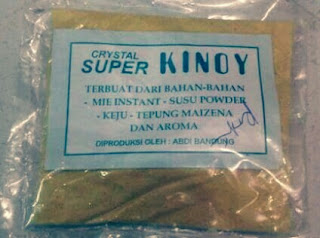 CRYSTAL
SUPER KINOY
TERBUAT DARI BAHAN-BAHAN
- MIE INSTANT - SUSU POWDER
- KEJU - TEPUNG MAIZENA
DAN AROMA
DIPRODUKSI OLEH : ABDI BANDUNG